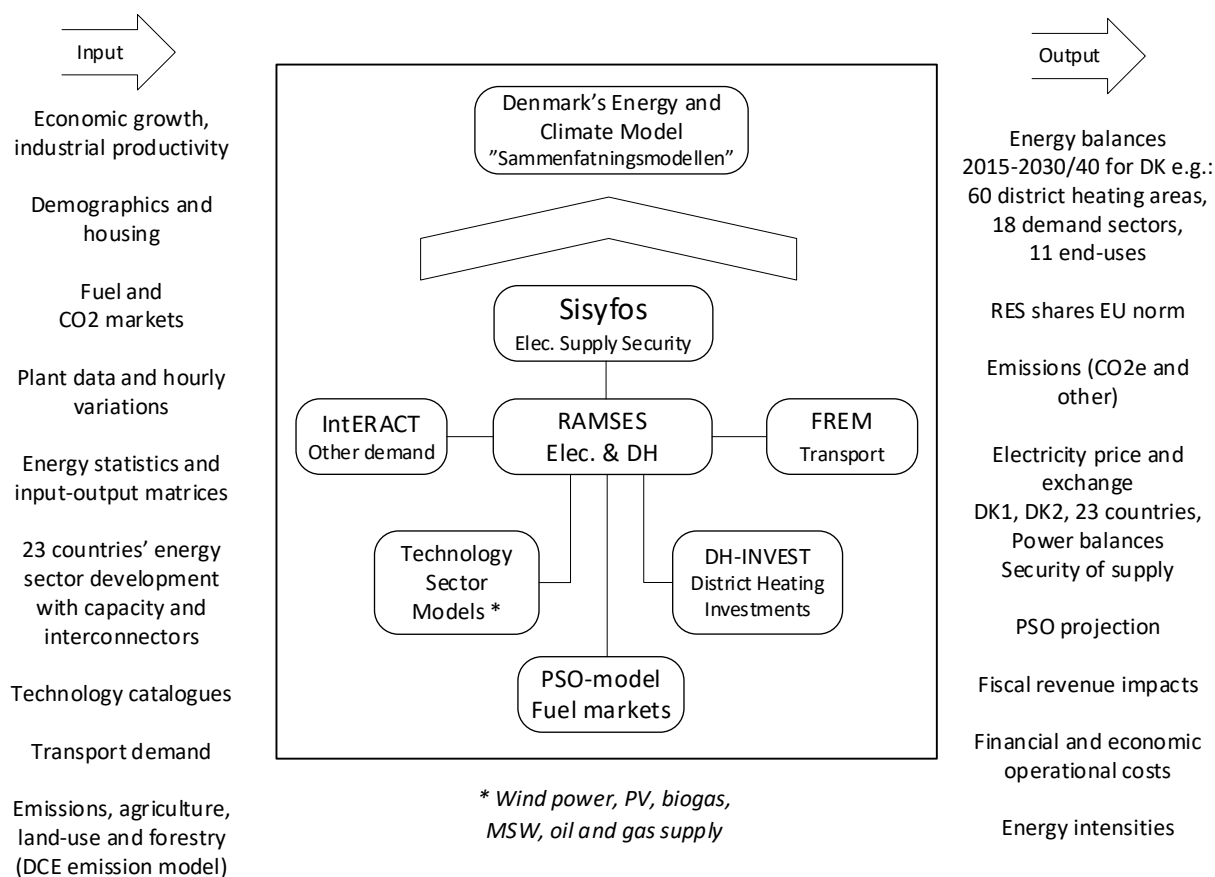 Input
Economic growth,
industrial productivity
Demographics and
housing
Fuel and
CO2 markets
Plant data and hourly
variations
Energy statistics and
input-output matrices
23 countries’ energy
sector development
with capacity and
interconnectors
Technology catalogues
Transport demand
Emissions, agriculture,
land-use and forestry
(DCE emission model)
Denmark’s Energy and
Climate Model
”Sammenfatningsmodellen”
Sisyfos
Elec. Supply Security
IntERACT
Other demand
RAMSES
Elec. & DH
FREM
Transport
Technology
Sector
Models *
DH-INVEST
District Heating
Investments
PSO-model
Fuel markets
* Wind power, PV, biogas,
MSW, oil and gas supply
Output
Energy balances
2015-2030/40 for DK e.g.:
60 district heating areas,
18 demand sectors,
11 end-uses
RES shares EU norm
Emissions (CO2e and
other)
Electricity price and
exchange
DK1, DK2, 23 countries,
Power balances
Security of supply
PSO projection
Fiscal revenue impacts
Financial and economic
operational costs
Energy intensities